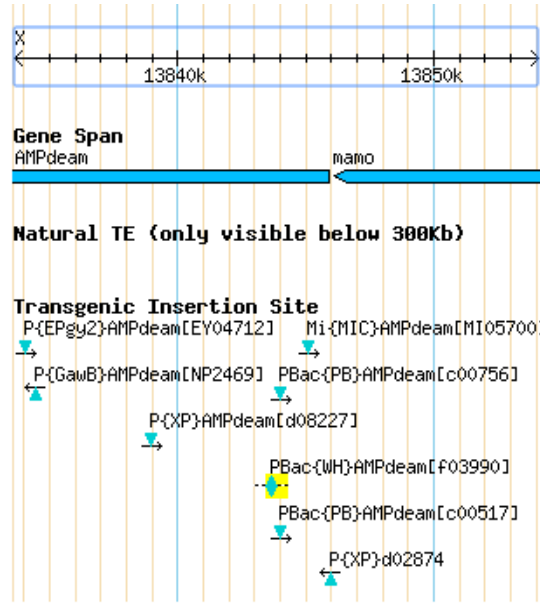 X
13840k 13850k
Gene Span
AMPdeam mamo
Natural TE (only visible below 300Kb)
Transgenic Insertion Site
P{EPgy2}AMPdeam[EY04712] Mi{MIC}AMPdeam[MI05700]
P{GawB}AMPdeam[NP2469] PBac{PB}AMPdeam[c00756]
P{XP}AMPdeam[d08227]
PBac{WH}AMPdeam[f03990]
PBac{PB}AMPdeam[c00517]
P{XP}d02874